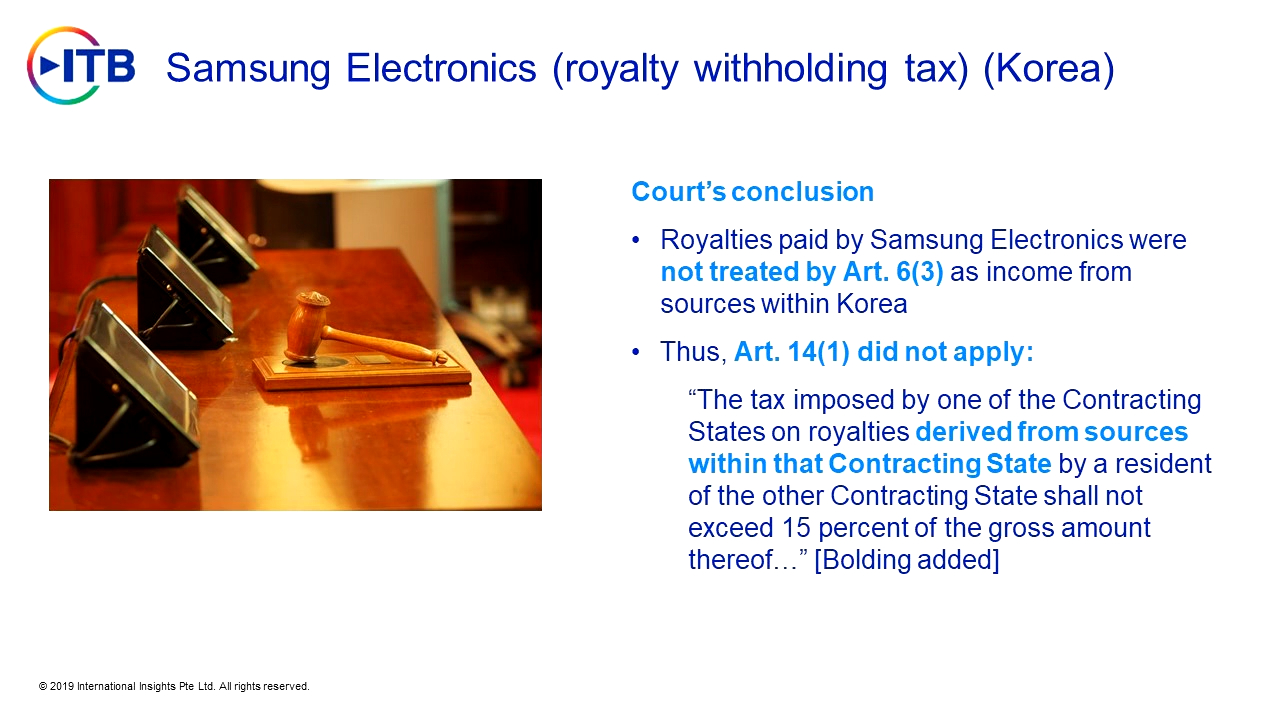 ITB
Samsung Electronics (royalty withholding tax) (Korea)
Court’s conclusion
• Royalties paid by Samsung Electronics were
not treated by Art. 6(3) as income from
sources within Korea
• Thus, Art. 14(1) did not apply:
“The tax imposed by one of the Contracting
States on royalties derived from sources
within that Contracting State by a resident
of the other Contracting State shall not
exceed 15 percent of the gross amount
thereof…” [Bolding added]
© 2019 International Insights Pte Ltd. All rights reserved.